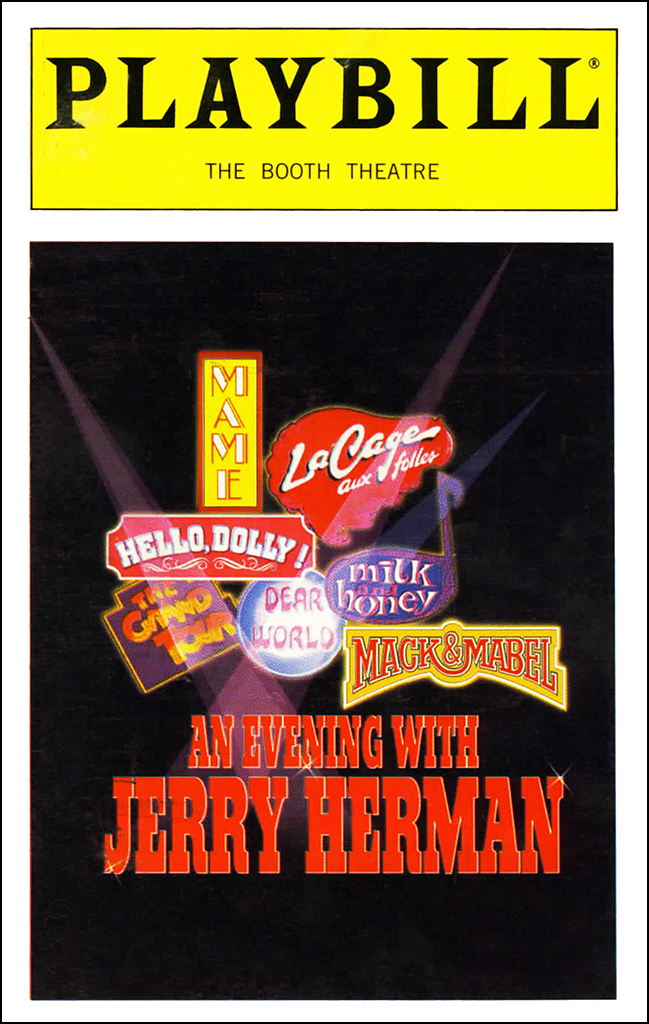 PLAYBILL®
THE BOOTH THEATRE
MAME
La Cage
aux folles
HELLO, DOLLY!
milk
and
honey
THE
GRAND
TOUR
DEAR
WORLD
MACK & MABEL
AN EVENING WITH
JERRY HERMAN